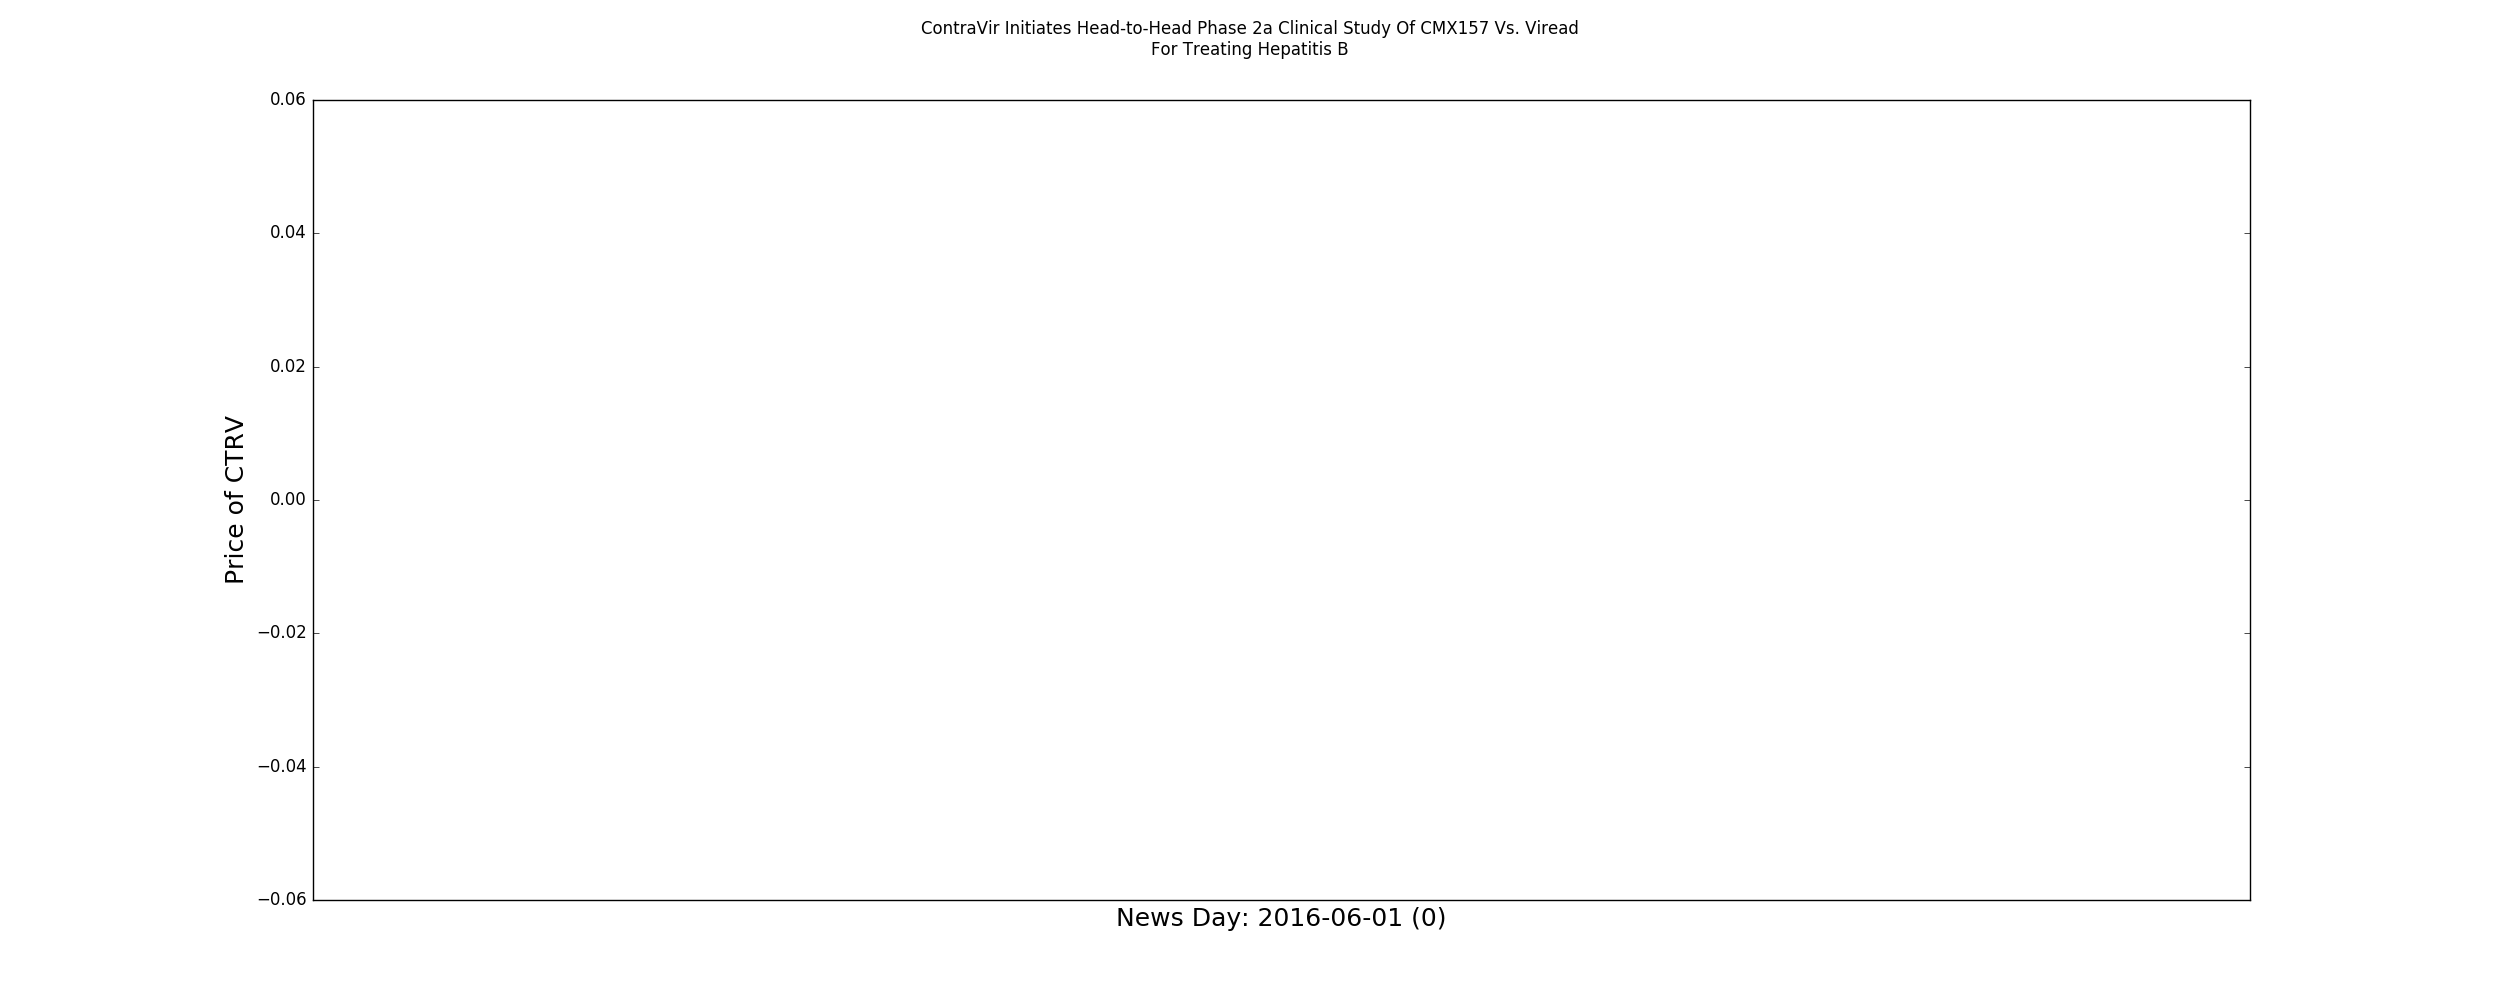 ContraVir Initiates Head-to-Head Phase 2a Clinical Study Of CMX157 Vs. Viread
For Treating Hepatitis B
0.06
0.04
0.02
0.00
−0.02
−0.04
−0.06
Price of CTRV
News Day: 2016-06-01 (0)